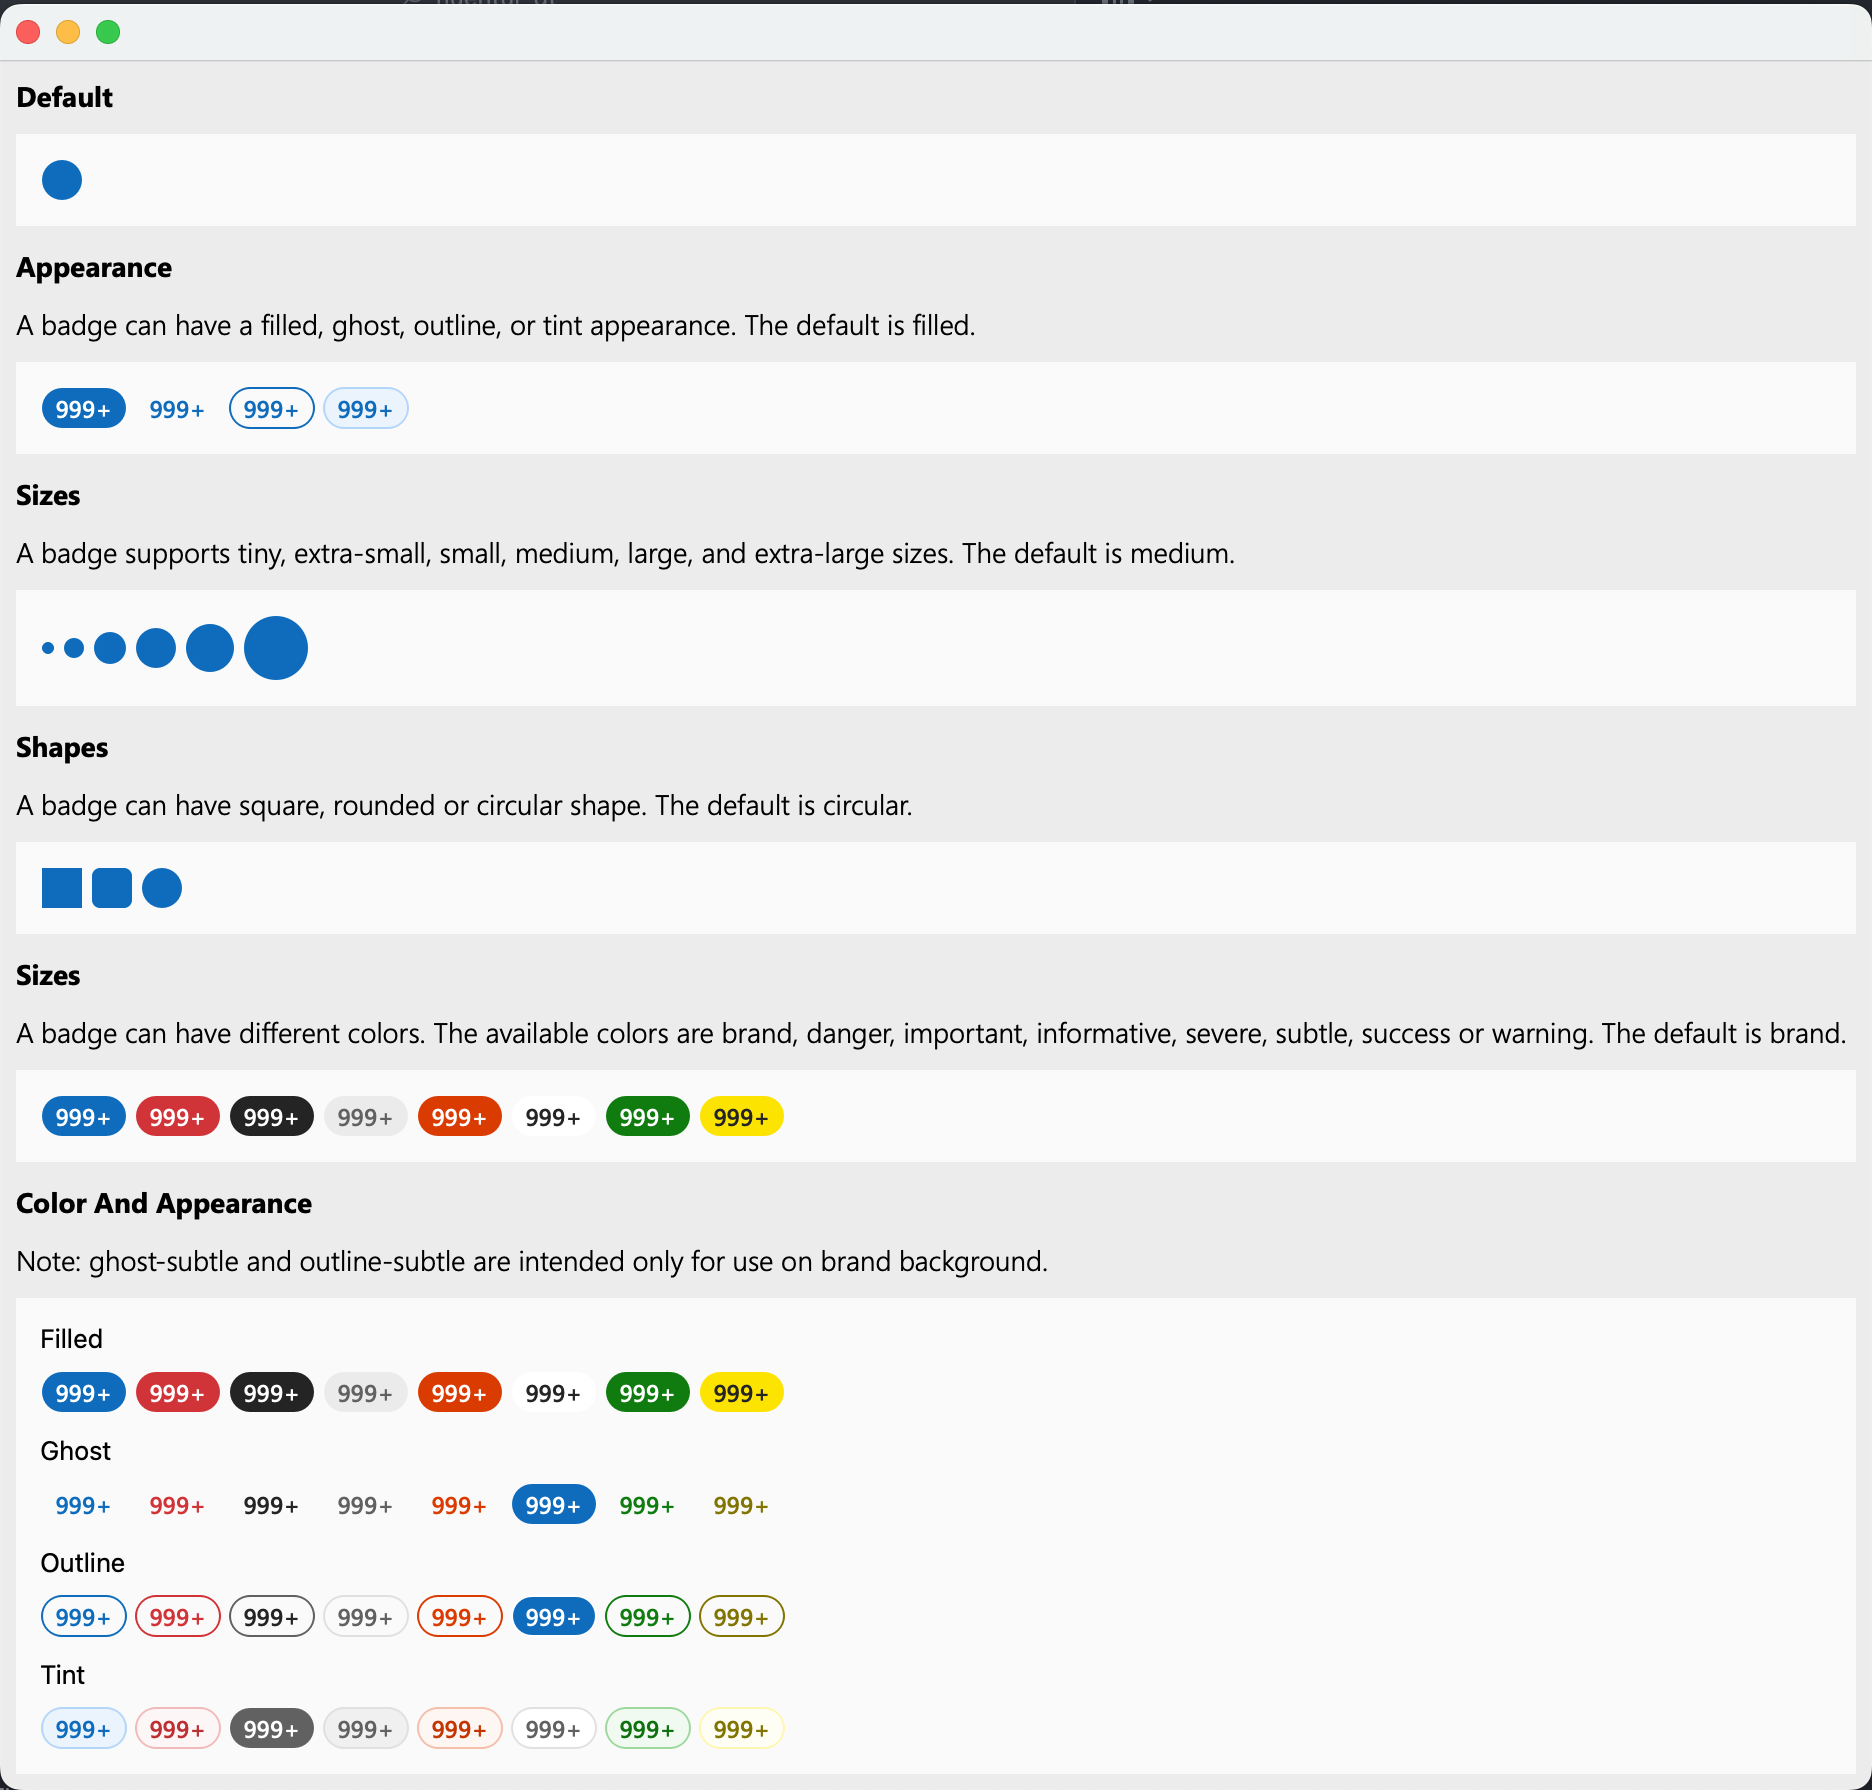 Default
Appearance
A badge can have a filled, ghost, outline, or tint appearance. The default is filled.
999+ 999+ 999+ 999+
Sizes
A badge supports tiny, extra-small, small, medium, large, and extra-large sizes. The default is medium.
Shapes
A badge can have square, rounded or circular shape. The default is circular.
Sizes
A badge can have different colors. The available colors are brand, danger, important, informative, severe, subtle, success or warning. The default is brand.
999+ 999+ 999+ 999+ 999+ 999+ 999+ 999+
Color And Appearance
Note: ghost-subtle and outline-subtle are intended only for use on brand background.
Filled
999+ 999+ 999+ 999+ 999+ 999+ 999+ 999+
Ghost
999+ 999+ 999+ 999+ 999+ 999+ 999+ 999+
Outline
999+ 999+ 999+ 999+ 999+ 999+ 999+ 999+
Tint
999+ 999+ 999+ 999+ 999+ 999+ 999+ 999+